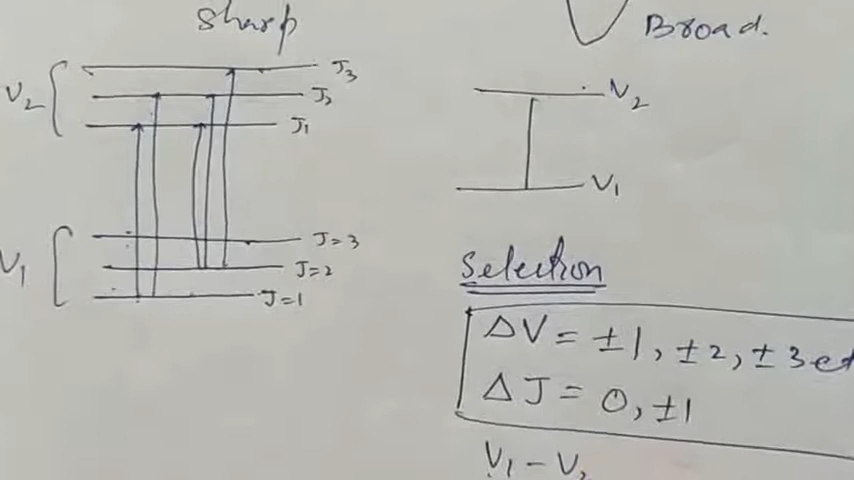 Sharp
Broad.
V2
J3
J2
J1
V1
J=3
J=2
J=1
V2
V1
Selection
ΔV = ±1, ±2, ±3 et
ΔJ = 0, ±1
V1 - V2